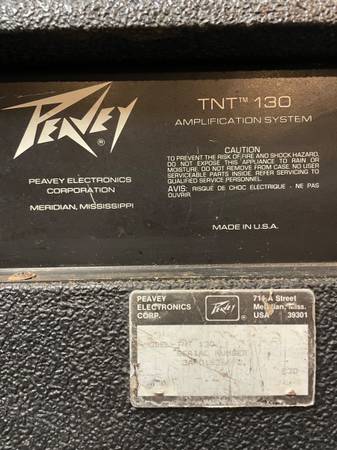 PEAVEY
®
TNT™ 130
AMPLIFICATION SYSTEM
CAUTION
TO PREVENT THE RISK OF FIRE AND SHOCK HAZARD,
DO NOT EXPOSE THIS APPLIANCE TO RAIN OR
MOISTURE. DO NOT REMOVE FROM CASE. NO USER
SERVICEABLE PARTS INSIDE. REFER SERVICING TO
QUALIFIED SERVICE PERSONNEL.
AVIS: RISQUE DE CHOC ELECTRIQUE - NE PAS
OUVRIR.
PEAVEY ELECTRONICS
CORPORATION
MERIDIAN, MISSISSIPPI
MADE IN U.S.A.
PEAVEY
ELECTRONICS
CORP.
PEAVEY
®
711 A Street
Meridian, Miss.
USA 39301
TNT 130
SERIAL NUMBER